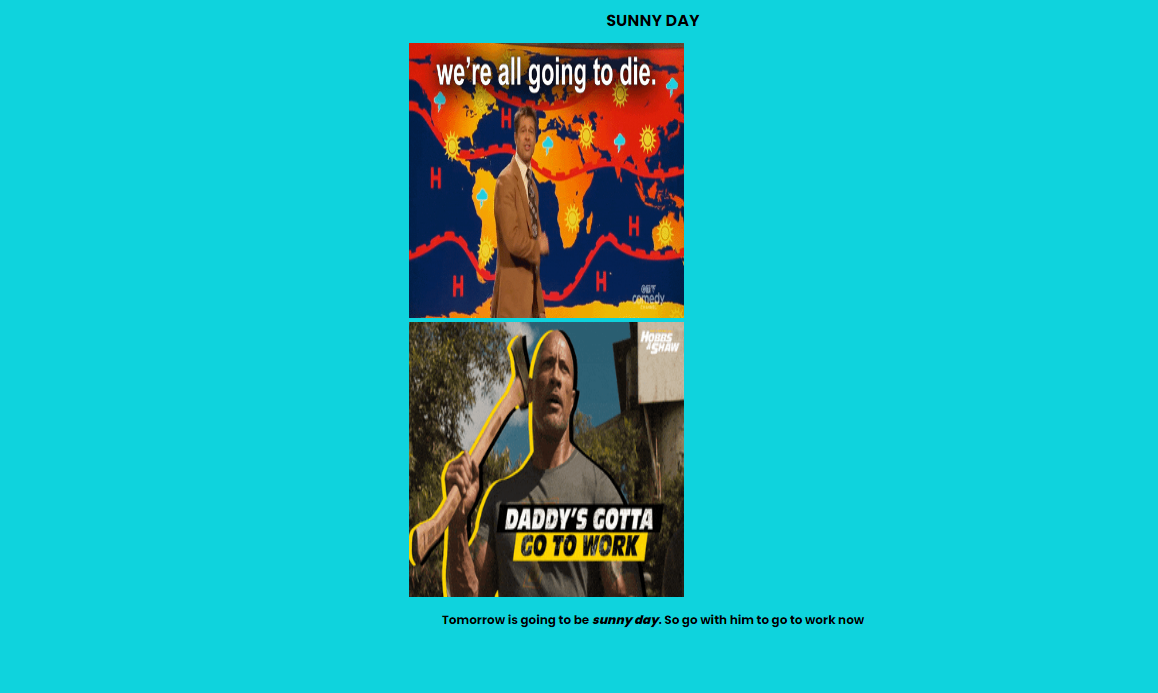 SUNNY DAY
we're all going to die.
H
H
H
H
H
comedy
HOBBS
& SHAW
DADDY'S GOTTA
GO TO WORK
Tomorrow is going to be sunny day. So go with him to go to work now